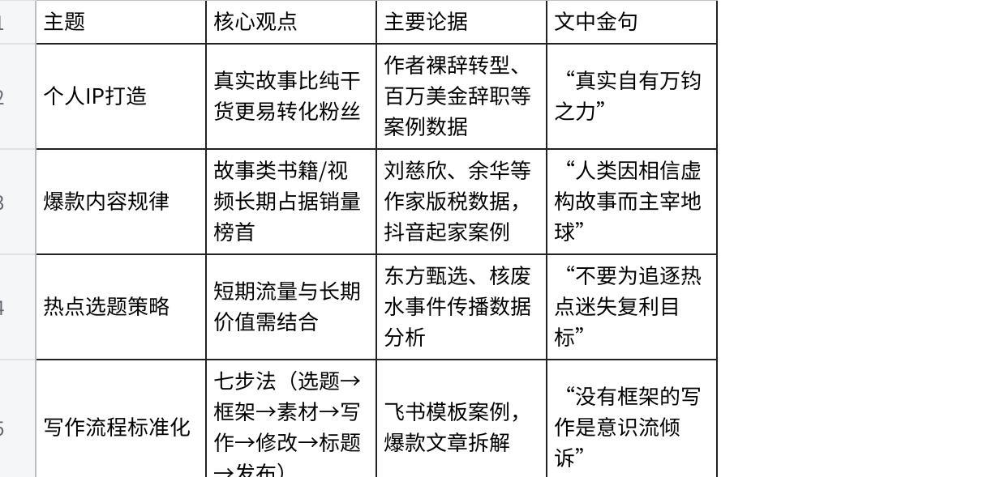 1
主题
核心观点
主要论据
文中金句
2
个人IP打造
真实故事比纯干
货更易转化粉丝
作者裸辞转型、
百万美金辞职等
案例数据
“真实自有万钧
之力”
3
爆款内容规律
故事类书籍/视
频长期占据销量
榜首
刘慈欣、余华等
作家版税数据，
抖音起家案例
“人类因相信虚
构故事而主宰地
球”
4
热点选题策略
短期流量与长期
价值需结合
东方甄选、核废
水事件传播数据
分析
“不要为追逐热
点迷失复利目
标”
5
写作流程标准化
七步法（选题→
框架→素材→写
作→修改→标题
→发布）
飞书模板案例，
爆款文章拆解
“没有框架的写
作是意识流倾
诉”